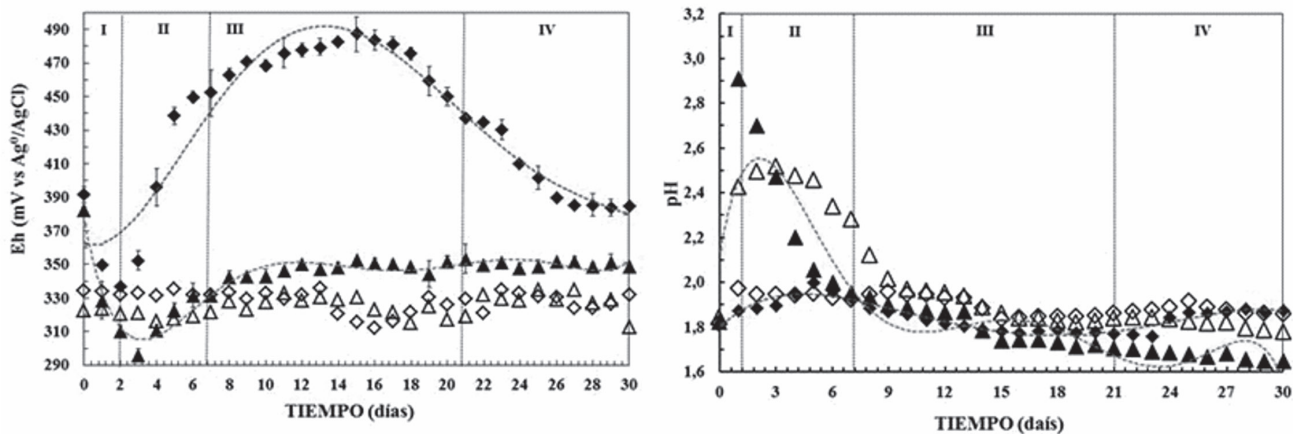 I II III IV
490
470
450
430
410
390
370
350
330
310
290
Eh (mV vs Ag⁰/AgCl)
0 2 4 6 8 10 12 14 16 18 20 22 24 26 28 30
TIEMPO (días)
I II III IV
3,2
3,0
2,8
2,6
2,4
2,2
2,0
1,8
1,6
pH
0 3 6 9 12 15 18 21 24 27 30
TIEMPO (daís)